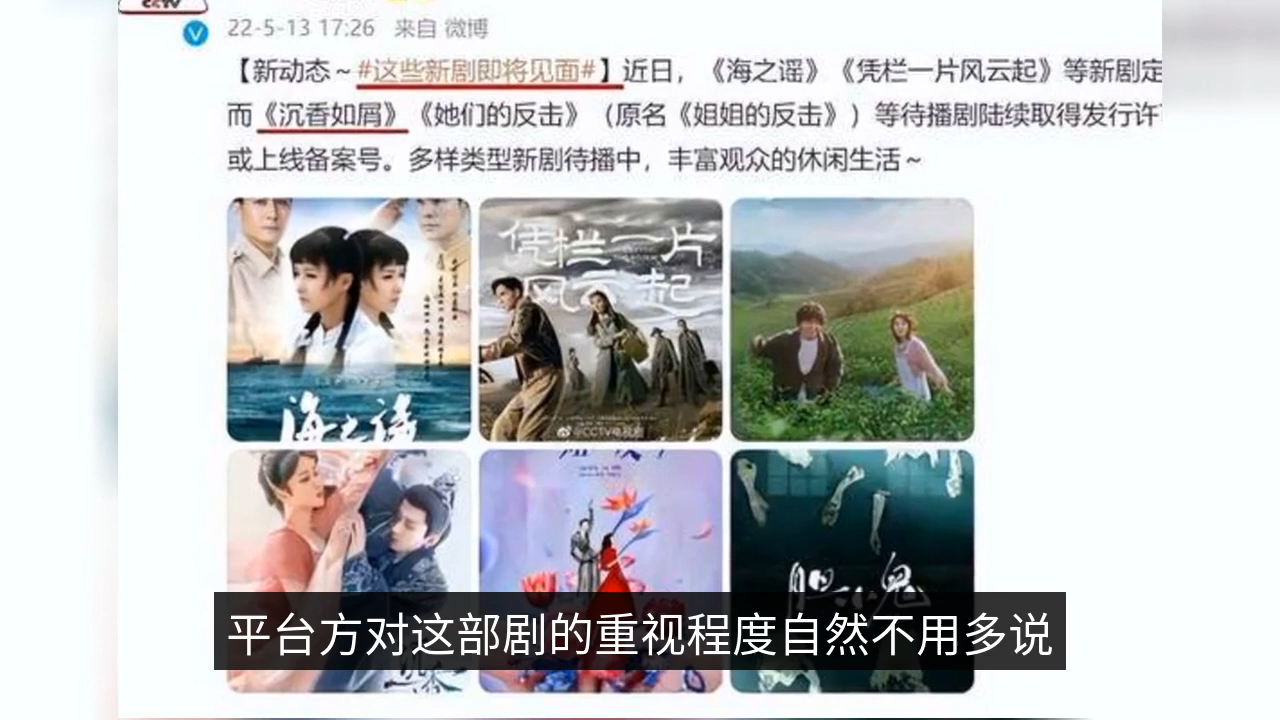 CCTV
22-5-13 17:26 来自 微博
【新动态～#这些新剧即将见面#】近日，《海之谣》《凭栏一片风云起》等新剧定
而《沉香如屑》《她们的反击》（原名《姐姐的反击》）等待播剧陆续取得发行许
或上线备案号。多样类型新剧待播中，丰富观众的休闲生活～
凭栏一片
风云起
海之谣
@CCTV电视剧
胆小鬼
平台方对这部剧的重视程度自然不用多说